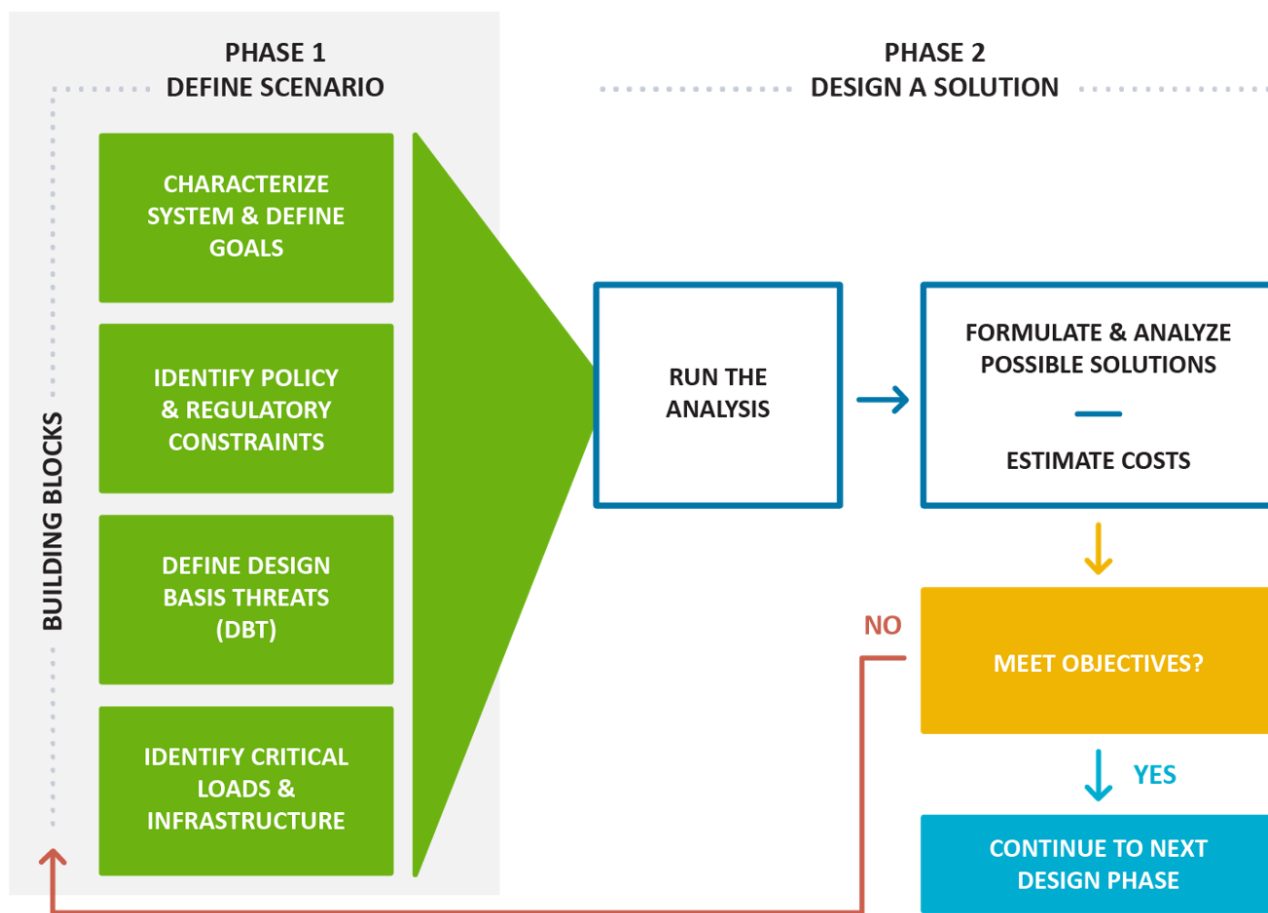 PHASE 1
DEFINE SCENARIO
PHASE 2
DESIGN A SOLUTION
BUILDING BLOCKS
CHARACTERIZE
SYSTEM & DEFINE
GOALS
IDENTIFY POLICY
& REGULATORY
CONSTRAINTS
DEFINE DESIGN
BASIS THREATS
(DBT)
IDENTIFY CRITICAL
LOADS &
INFRASTRUCTURE
RUN THE
ANALYSIS
FORMULATE & ANALYZE
POSSIBLE SOLUTIONS
ESTIMATE COSTS
MEET OBJECTIVES?
NO
YES
CONTINUE TO NEXT
DESIGN PHASE